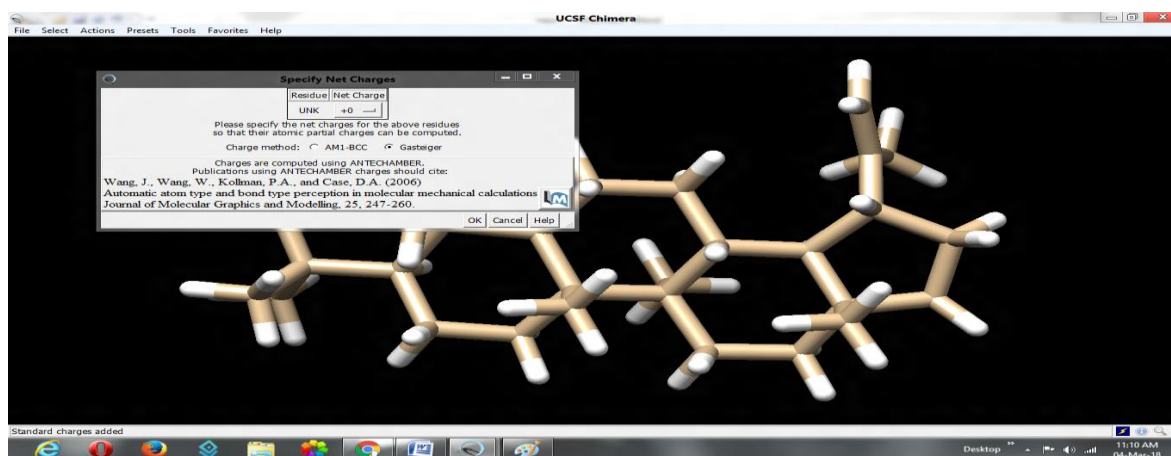 UCSF Chimera
File Select Actions Presets Tools Favorites Help
Specify Net Charges
Residue Net Charge
UNK +0
Please specify the net charges for the above residues
so that their atomic partial charges can be computed.
Charge method: AM1-BCC Gasteiger
Charges are computed using ANTECHAMBER.
Publications using ANTECHAMBER charges should cite:
Wang, J., Wang, W., Kollman, P.A., and Case, D.A. (2006)
Automatic atom type and bond type perception in molecular mechanical calculations
Journal of Molecular Graphics and Modelling, 25, 247-260.
OK Cancel Help
Standard charges added
Desktop
11:10 AM
04-Mar-18